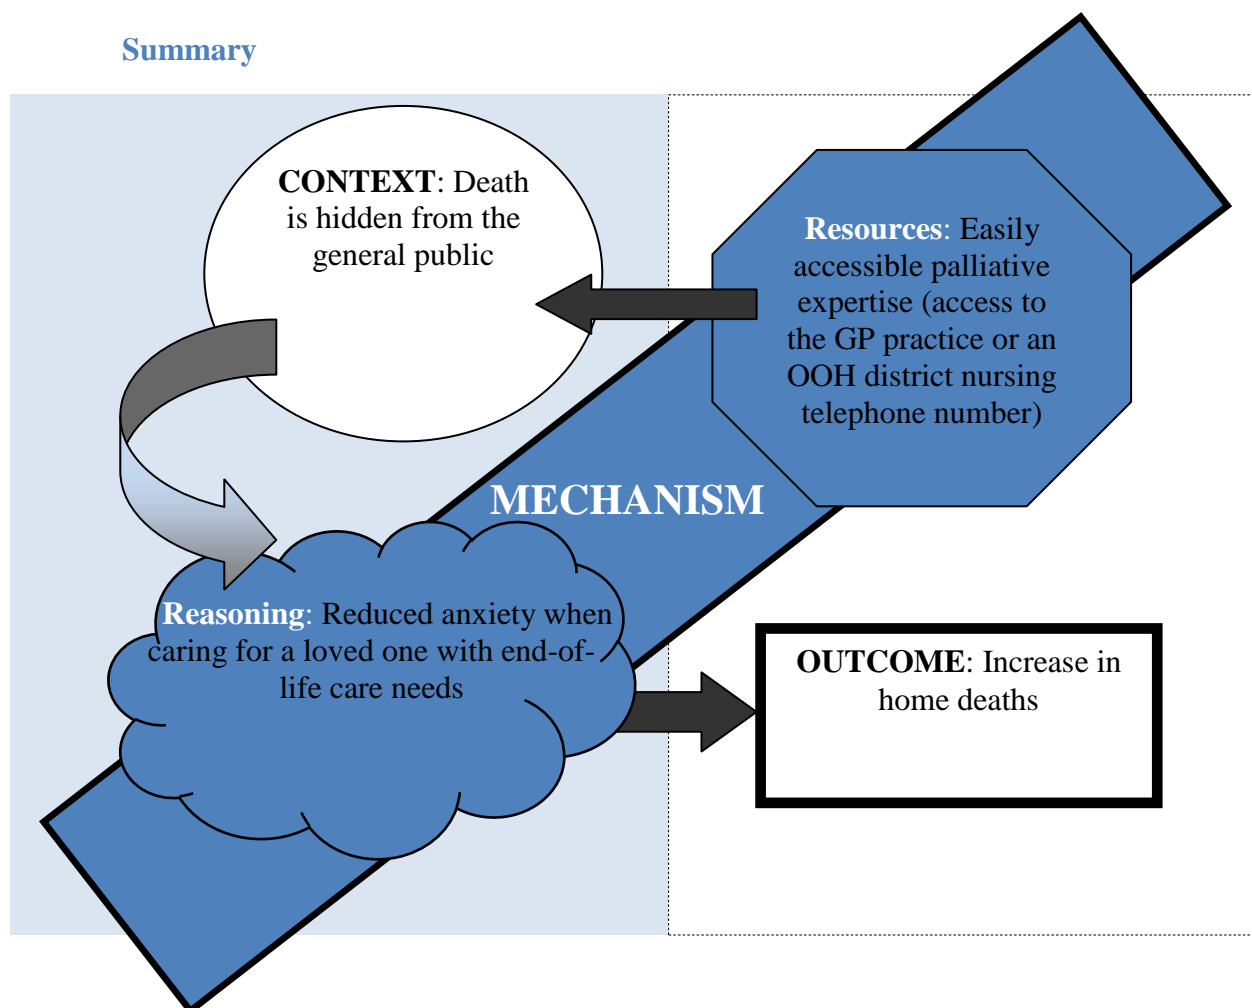 Summary
CONTEXT: Death
is hidden from the
general public
Resources: Easily
accessible palliative
expertise (access to
the GP practice or an
OOH district nursing
telephone number)
MECHANISM
Reasoning: Reduced anxiety when
caring for a loved one with end-of-
life care needs
OUTCOME: Increase in
home deaths